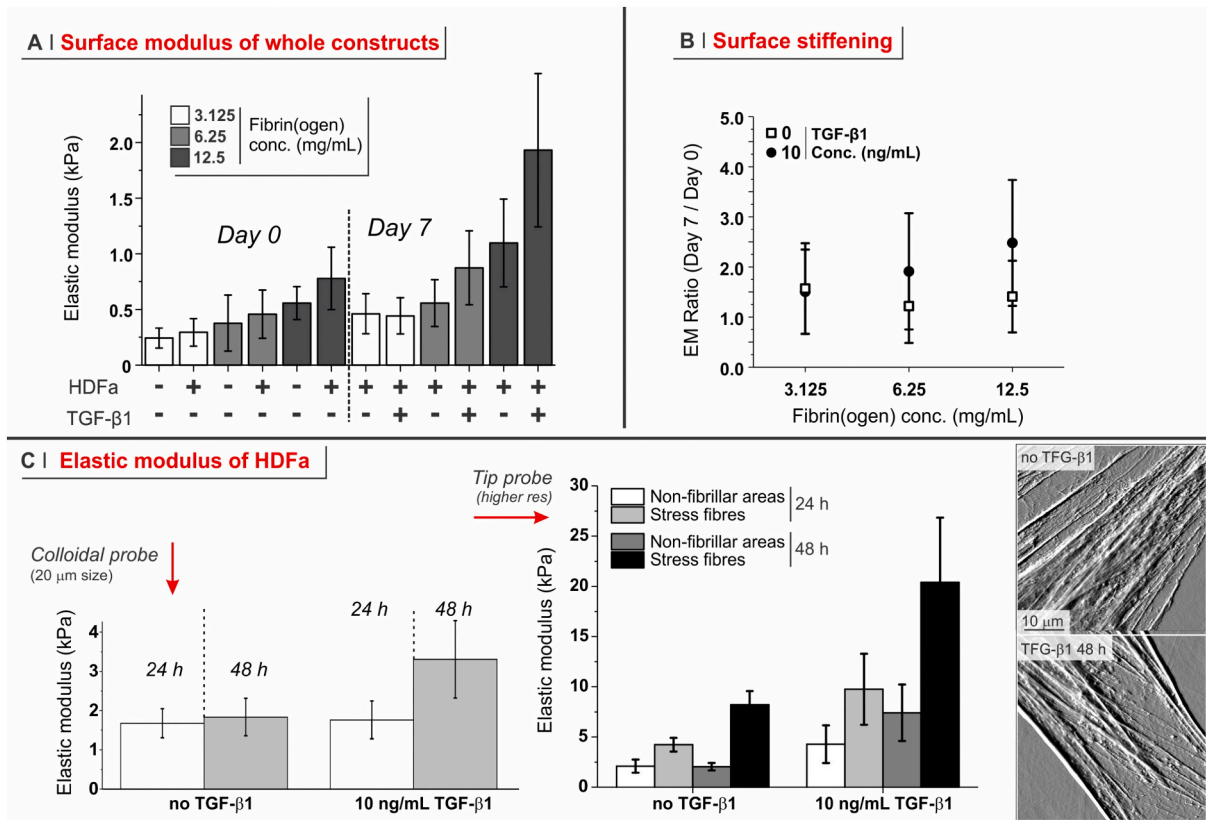 A | Surface modulus of whole constructs
Elastic modulus (kPa)
2.0
1.5
1.0
0.5
0
3.125
6.25
12.5
Fibrin(ogen)
conc. (mg/mL)
Day 0
Day 7
HDFa - + - + - + + + + + + +
TGF-β1 - - - - - - - + - + - +
B | Surface stiffening
EM Ratio (Day 7 / Day 0)
5.0
4.0
3.0
2.0
1.0
0.0
0
10
TGF-β1
Conc. (ng/mL)
3.125 6.25 12.5
Fibrin(ogen) conc. (mg/mL)
C | Elastic modulus of HDFa
Colloidal probe
(20 μm size)
Elastic modulus (kPa)
4
3
2
1
0
24 h
48 h
24 h
48 h
no TGF-β1
10 ng/mL TGF-β1
Tip probe
(higher res)
Elastic modulus (kPa)
30
25
20
15
10
5
0
Non-fibrillar areas
Stress fibres
24 h
Non-fibrillar areas
Stress fibres
48 h
no TGF-β1
10 ng/mL TGF-β1
no TFG-β1
10 μm
TFG-β1 48 h